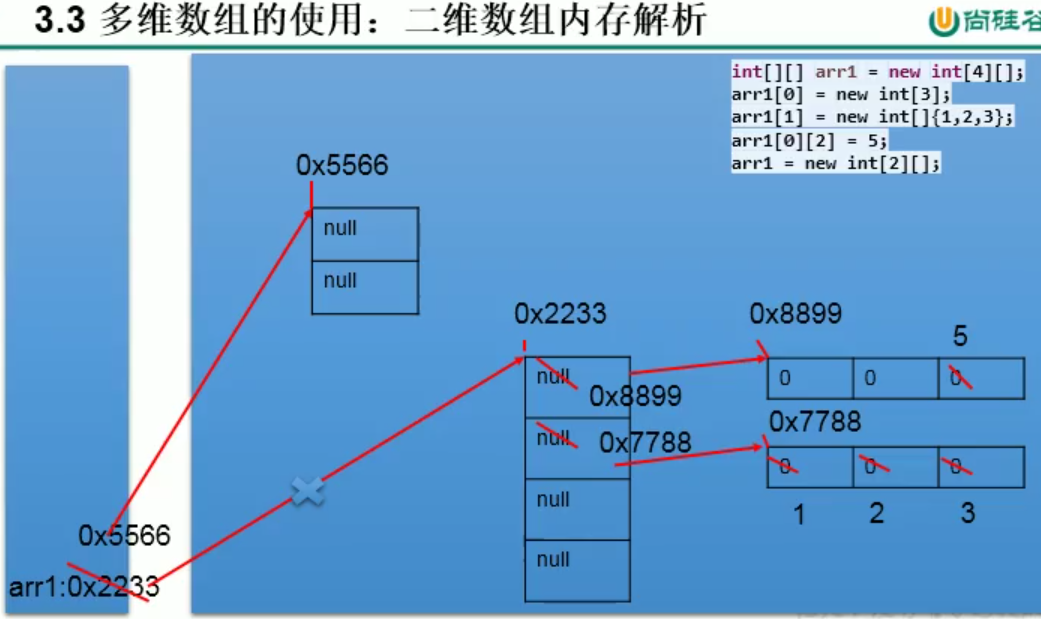 3.3 多维数组的使用：二维数组内存解析
尚硅谷
int[][] arr1 = new int[4][];
arr1[0] = new int[3];
arr1[1] = new int[]{1,2,3};
arr1[0][2] = 5;
arr1 = new int[2][];
0x5566
null
null
0x2233
null
0x8899
null
0x7788
null
null
0x8899
5
0 0 0
0x7788
0 0 0
1 2 3
0x5566
arr1:0x2233